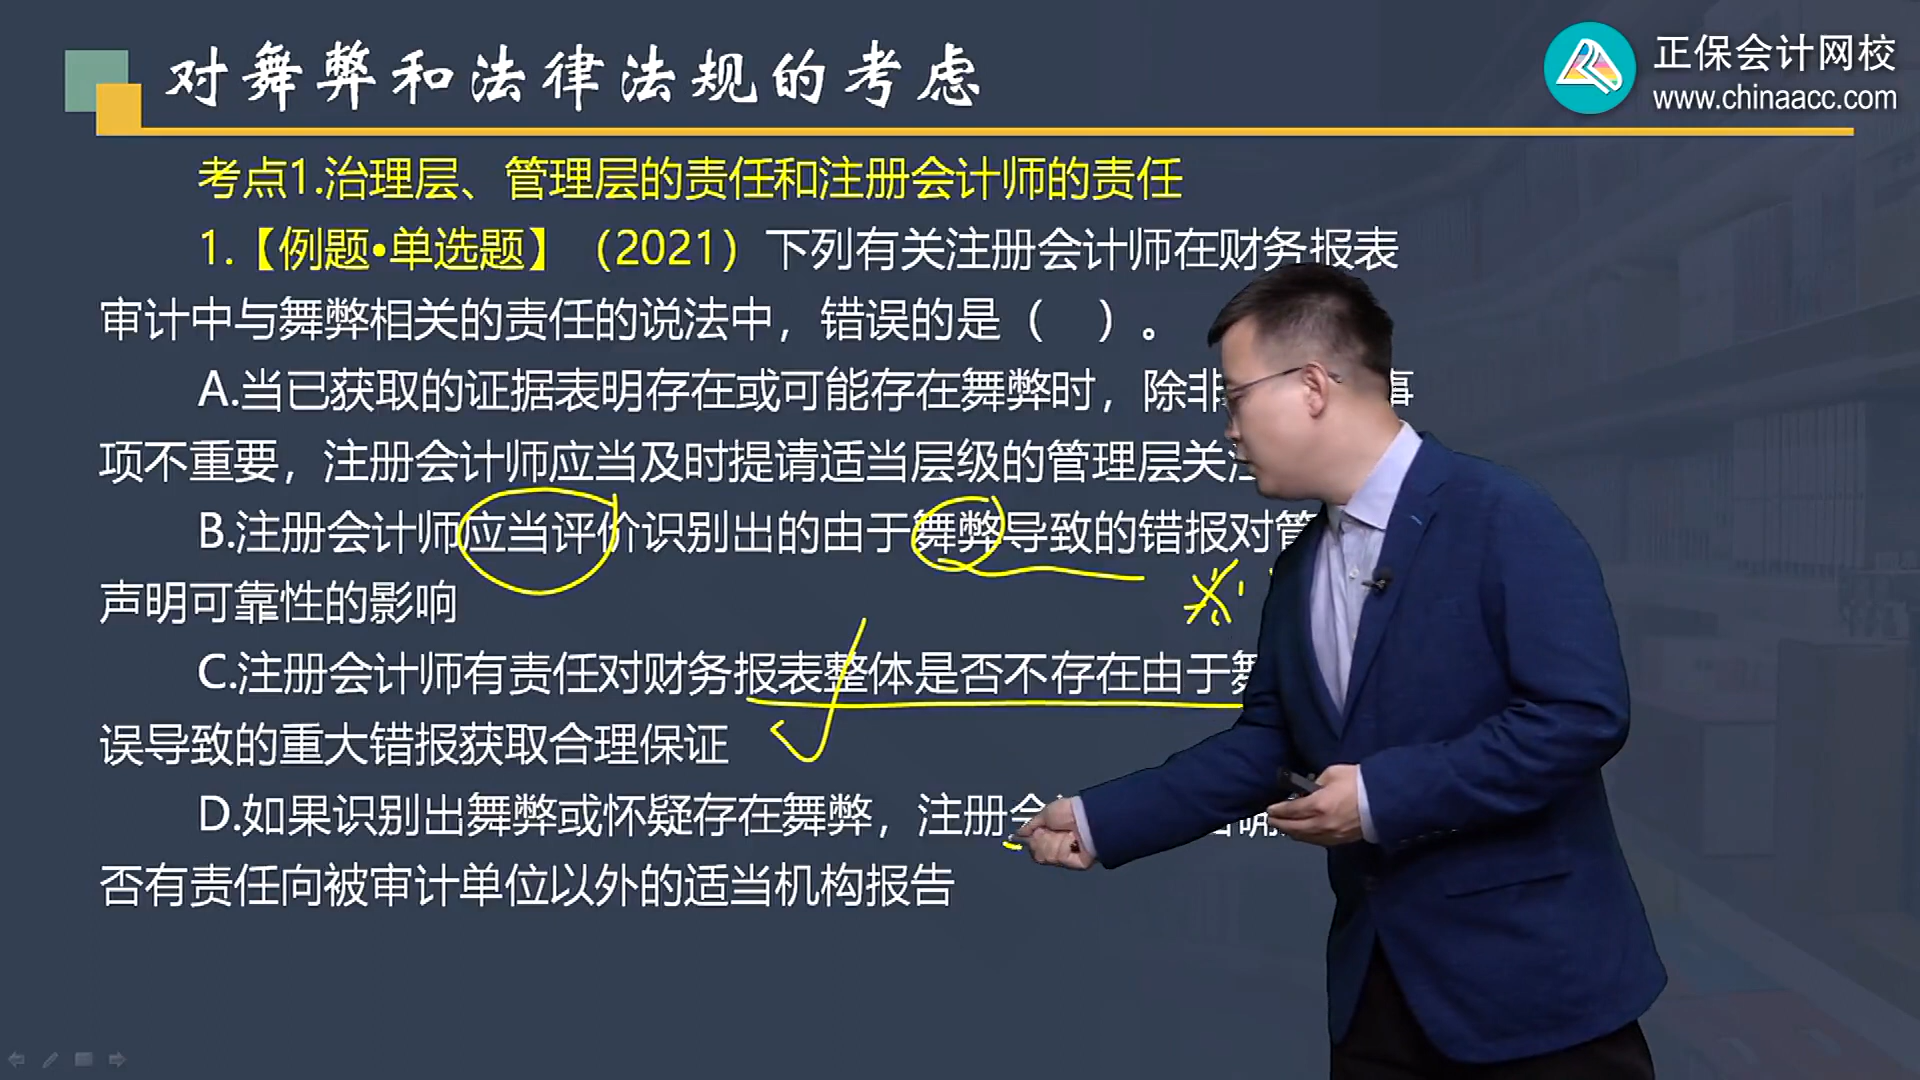 对舞弊和法律法规的考虑
正保会计网校
www.chinaacc.com
考点1.治理层、管理层的责任和注册会计师的责任
1.【例题•单选题】（2021）下列有关注册会计师在财务报表
审计中与舞弊相关的责任的说法中，错误的是（ ）。
A.当已获取的证据表明存在或可能存在舞弊时，除非 事
项不重要，注册会计师应当及时提请适当层级的管理层关
B.注册会计师应当评价识别出的由于舞弊导致的错报对管
声明可靠性的影响
C.注册会计师有责任对财务报表整体是否不存在由于舞
误导致的重大错报获取合理保证
D.如果识别出舞弊或怀疑存在舞弊，注册会
否有责任向被审计单位以外的适当机构报告